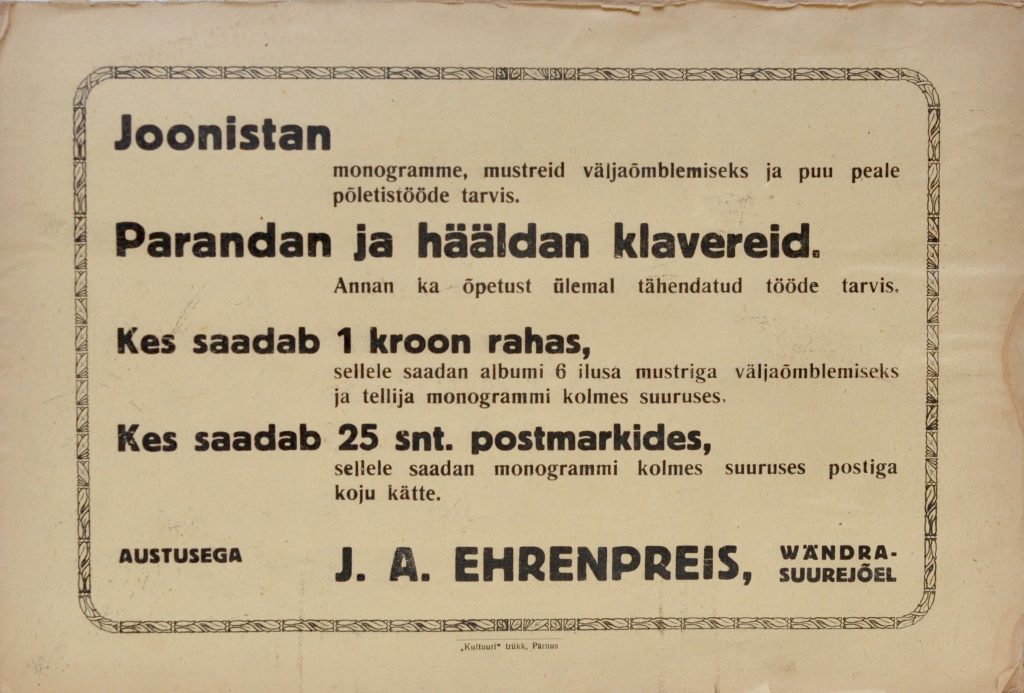 Joonistan
monogramme, mustreid väljaõmblemiseks ja puu peale
põletistööde tarvis.
Parandan ja hääldan klavereid.
Annan ka õpetust ülemal tähendatud tööde tarvis.
Kes saadab 1 kroon rahas,
sellele saadan albumi 6 ilusa mustriga väljaõmblemiseks
ja tellija monogrammi kolmes suuruses.
Kes saadab 25 snt. postmarkides,
sellele saadan monogrammi kolmes suuruses postiga
koju kätte.
AUSTUSEGA J. A. EHRENPREIS, WÄNDRA-
SUUREJÕEL
„Kultuuri“ trükk, Pärnus